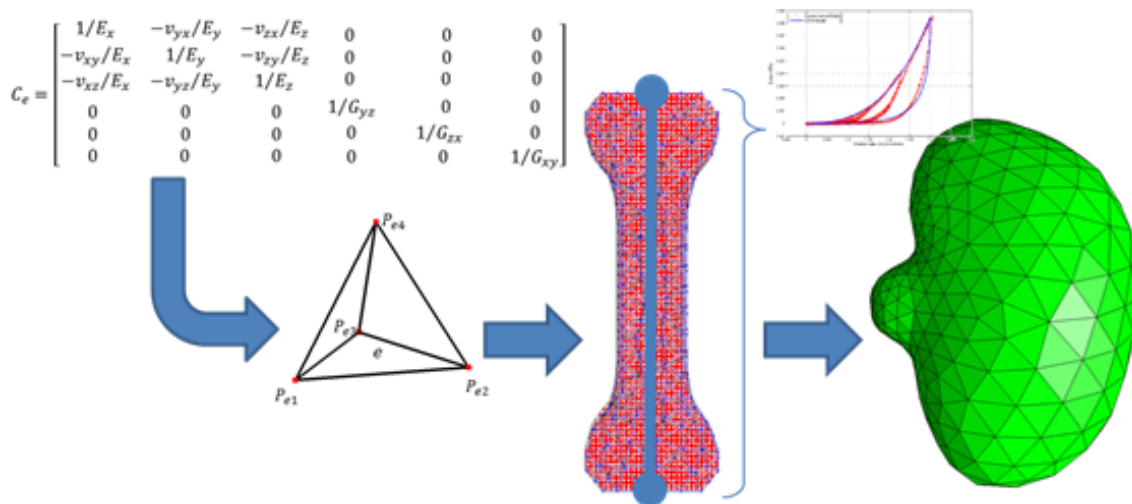 1/E_x -v_yx/E_y -v_zx/E_z 0 0 0
-v_xy/E_x 1/E_y -v_zy/E_z 0 0 0
-v_xz/E_x -v_yz/E_y 1/E_z 0 0 0
C_e =
0 0 0 1/G_yz 0 0
0 0 0 0 1/G_zx 0
0 0 0 0 0 1/G_xy
P_e4
P_e3
e
P_e1
P_e2